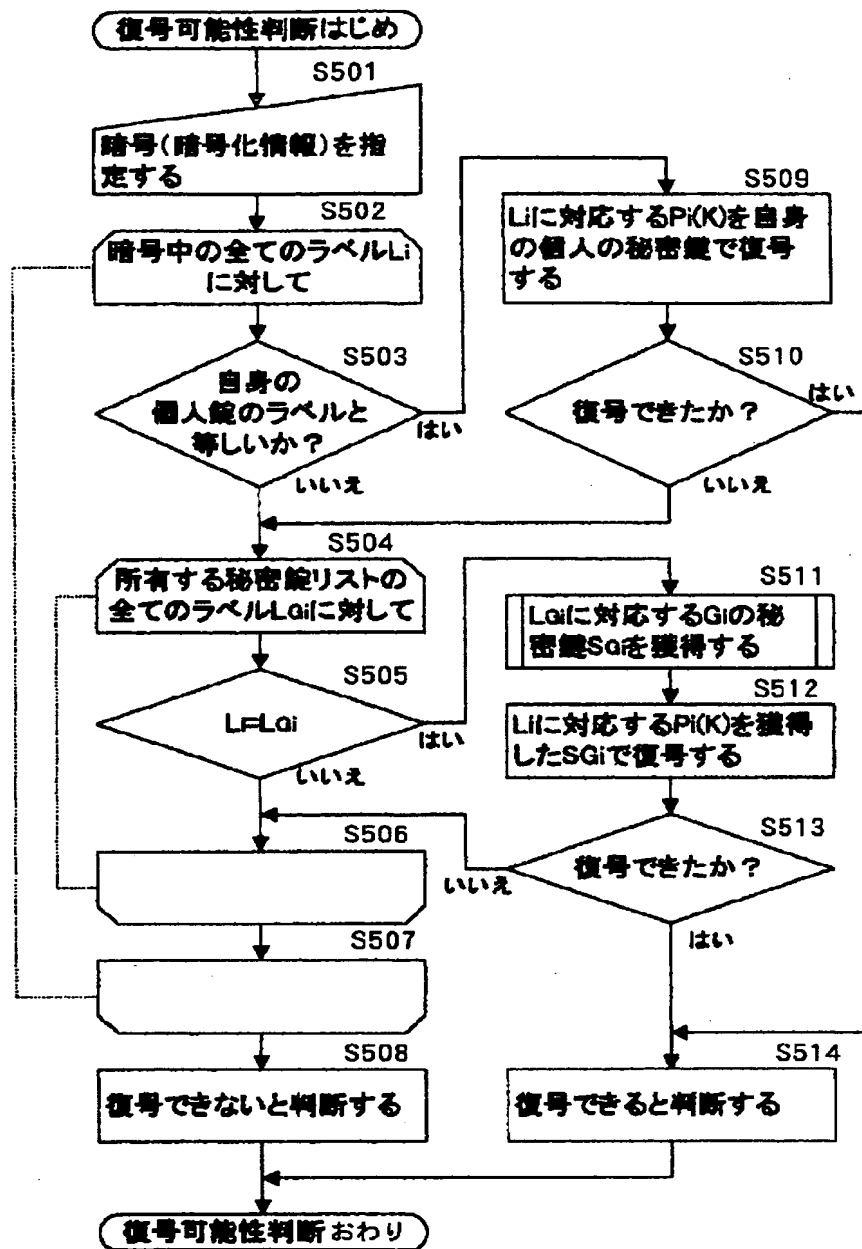 復号可能性判断はじめ
S501
暗号(暗号化情報)を指
定する
S502
暗号中の全てのラベルLi
に対して
S503
自身の
個人錠のラベルと
等しいか?
はい
いいえ
S509
Liに対応するPi(K)を自身
の個人の秘密鍵で復号
する
S510
復号できたか?
はい
いいえ
S504
所有する秘密錠リストの
全てのラベルLGiに対して
S505
Li=LGi
はい
いいえ
S511
LGiに対応するGiの秘
密鍵SGiを獲得する
S512
Liに対応するPi(K)を獲得
したSGiで復号する
S513
復号できたか?
いいえ
はい
S506
S507
S508
復号できないと判断する
S514
復号できると判断する
復号可能性判断おわり